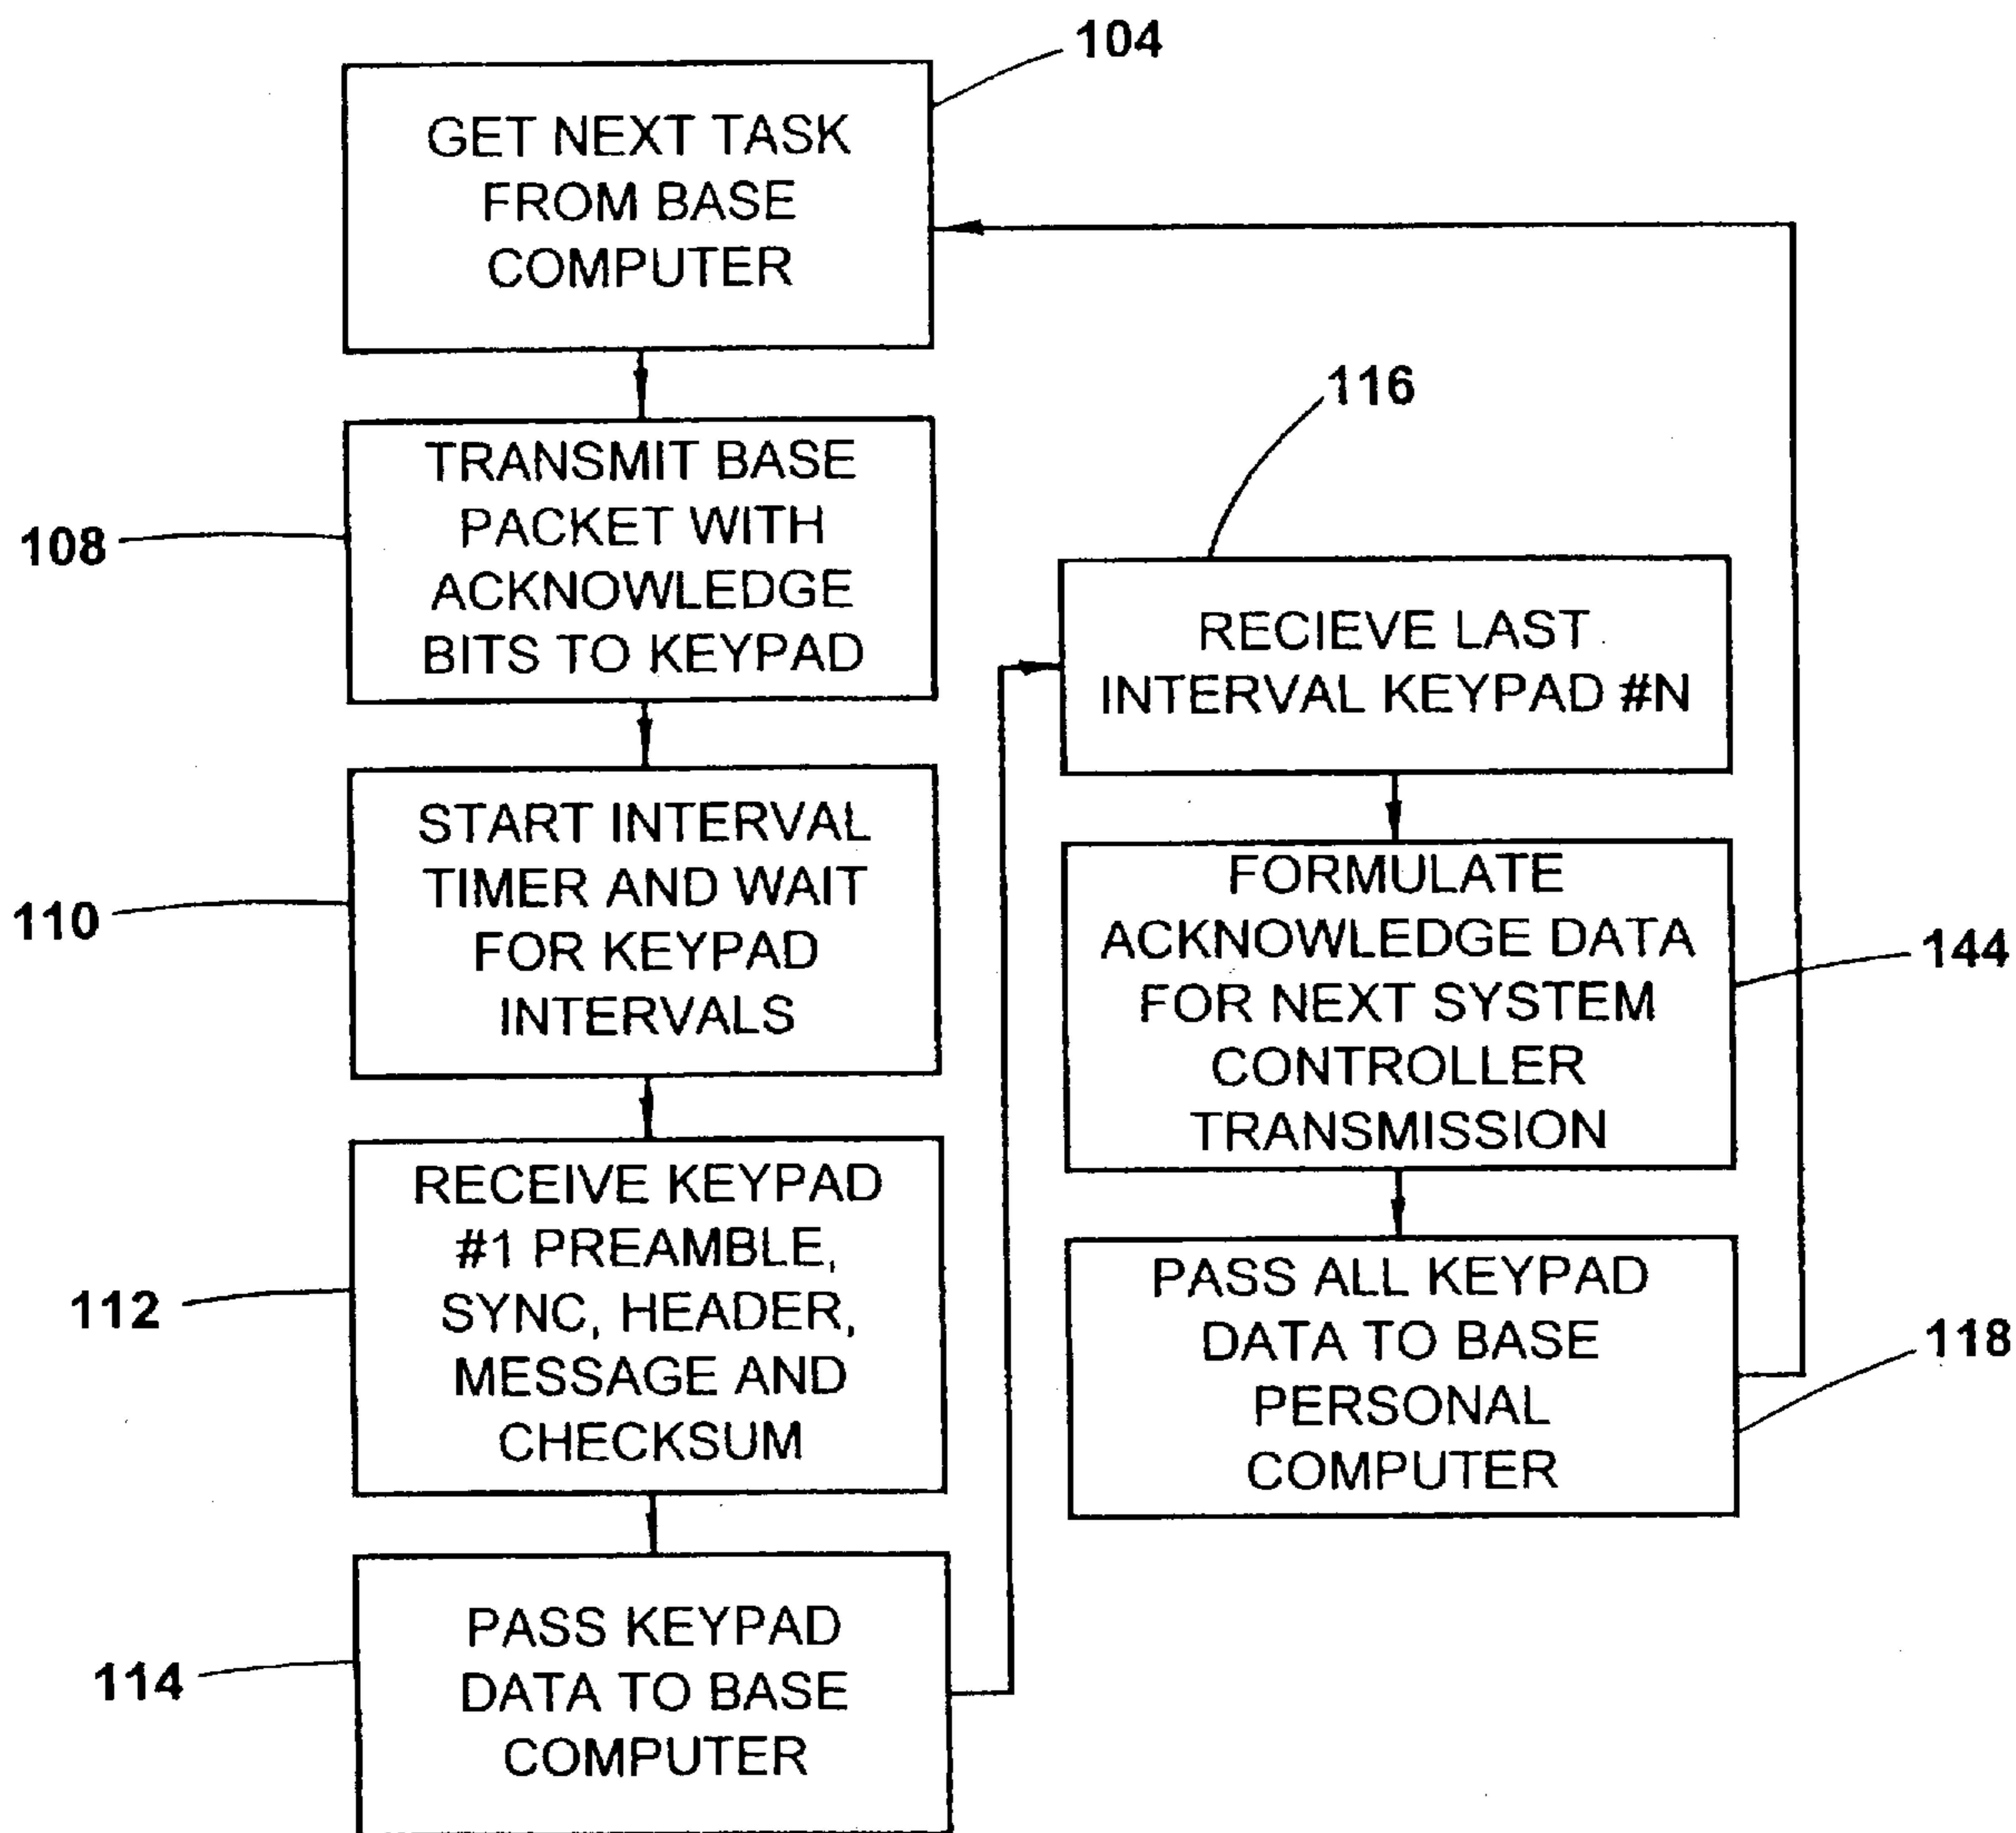 104
GET NEXT TASK
FROM BASE
COMPUTER
108
TRANSMIT BASE
PACKET WITH
ACKNOWLEDGE
BITS TO KEYPAD
110
START INTERVAL
TIMER AND WAIT
FOR KEYPAD
INTERVALS
112
RECEIVE KEYPAD
#1 PREAMBLE,
SYNC, HEADER,
MESSAGE AND
CHECKSUM
114
PASS KEYPAD
DATA TO BASE
COMPUTER
116
RECIEVE LAST
INTERVAL KEYPAD #N
FORMULATE
ACKNOWLEDGE DATA
FOR NEXT SYSTEM
CONTROLLER
TRANSMISSION
144
PASS ALL KEYPAD
DATA TO BASE
PERSONAL
COMPUTER
118